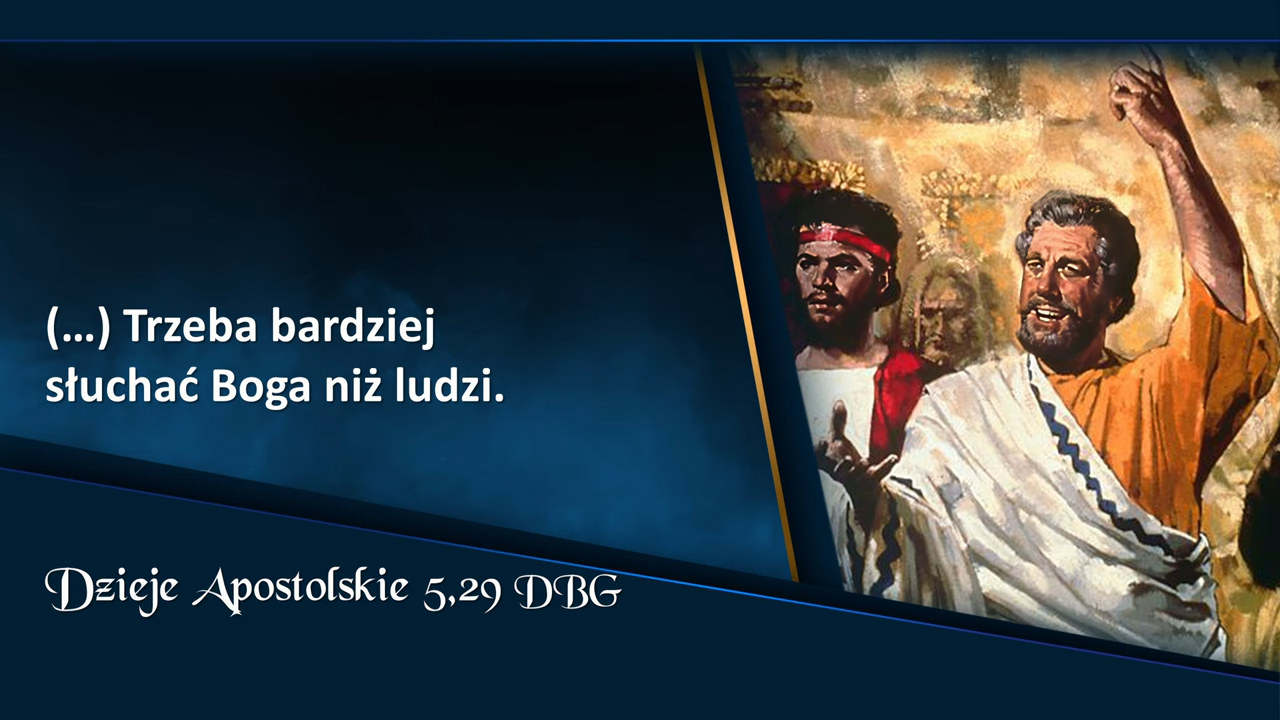 (...) Trzeba bardziej
słuchać Boga niż ludzi.
Dzieje Apostolskie 5,29 DBG